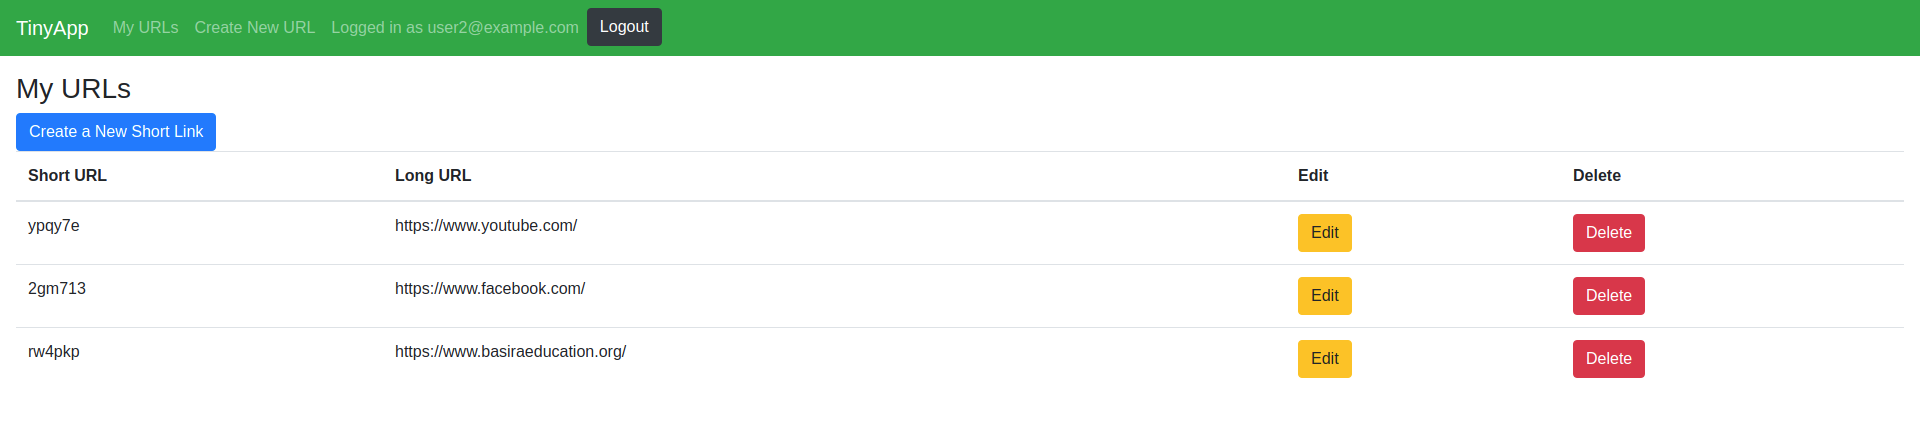 TinyApp My URLs Create New URL Logged in as user2@example.com Logout
My URLs
Create a New Short Link
Short URL Long URL Edit Delete
ypqy7e https://www.youtube.com/ Edit Delete
2gm713 https://www.facebook.com/ Edit Delete
rw4pkp https://www.basiraeducation.org/ Edit Delete